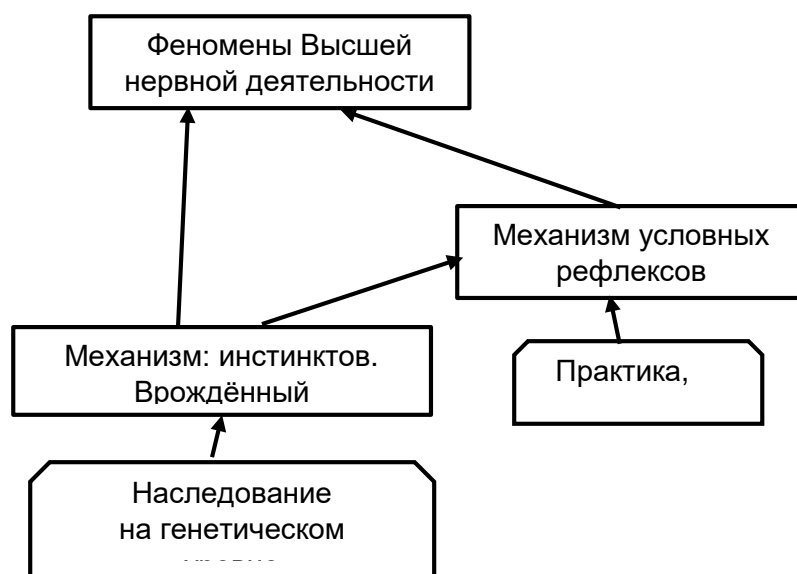 Феномены Высшей
нервной деятельности
Механизм условных
рефлексов
Механизм: инстинктов.
Врождённый
Практика,
Наследование
на генетическом